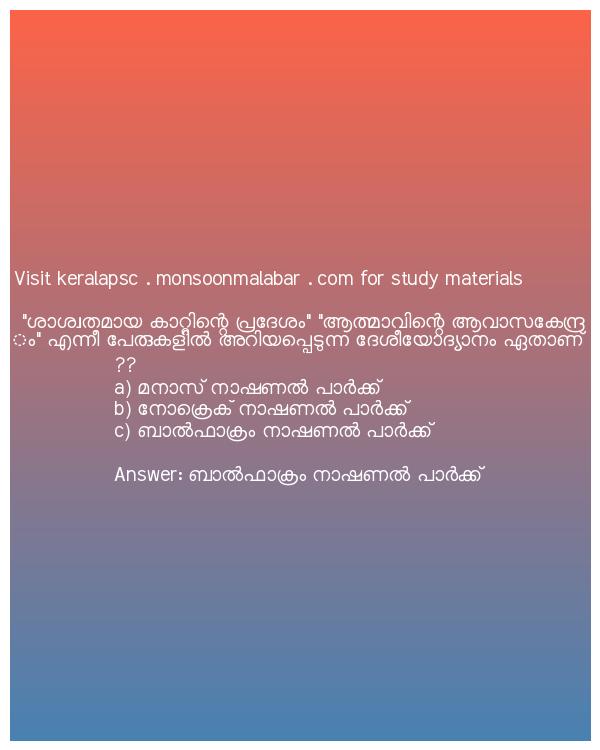 Visit keralapsc . monsoonmalabar . com for study materials
"ശാശ്വതമായ കാറ്റിന്റെ പ്രദേശം" "ആത്മാവിന്റെ ആവാസകേന്ദ്ര
ം" എന്നീ പേരുകളിൽ അറിയപ്പെടുന്ന ദേശീയോദ്യാനം ഏതാണ്
??
a) മനാസ് നാഷണൽ പാർക്ക്
b) നോക്രെക് നാഷണൽ പാർക്ക്
c) ബാൽഫാക്രം നാഷണൽ പാർക്ക്
Answer: ബാൽഫാക്രം നാഷണൽ പാർക്ക്